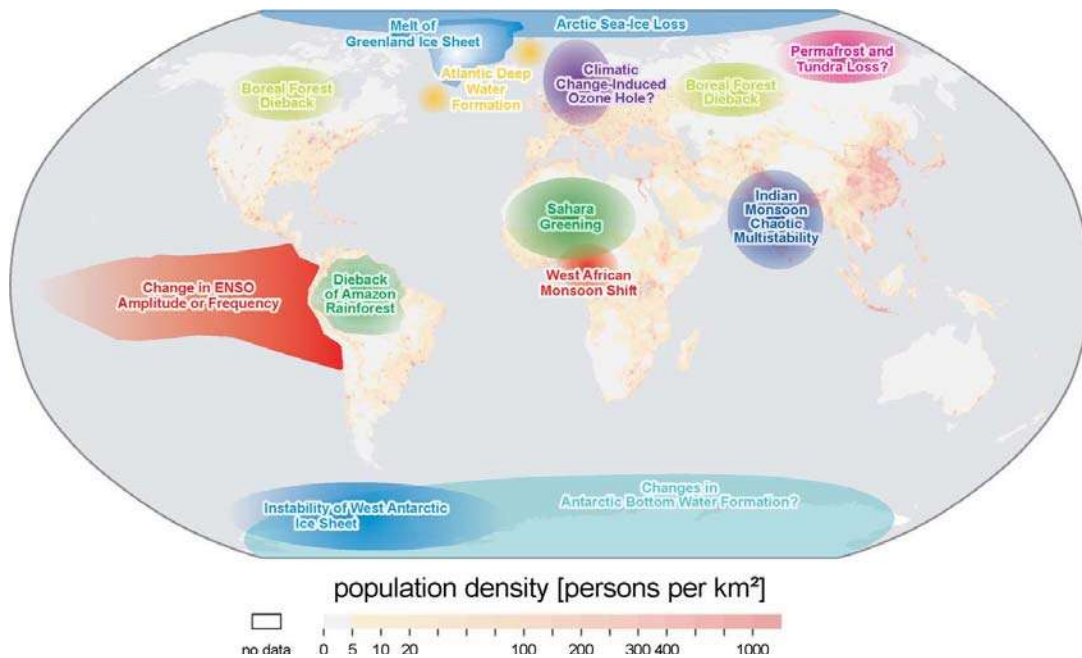 Melt of
Greenland Ice Sheet
Arctic Sea-Ice Loss
Atlantic Deep
Water
Formation
Climatic
Change-Induced
Ozone Hole?
Permafrost and
Tundra Loss?
Boreal Forest
Dieback
Boreal Forest
Dieback
Sahara
Greening
Indian
Monsoon
Chaotic
Multistability
West African
Monsoon Shift
Change in ENSO
Amplitude or Frequency
Dieback
of Amazon
Rainforest
Instability of West Antarctic
Ice Sheet
Changes in
Antarctic Bottom Water Formation?
population density [persons per km²]
no data 0 5 10 20 100 200 300 400 1000